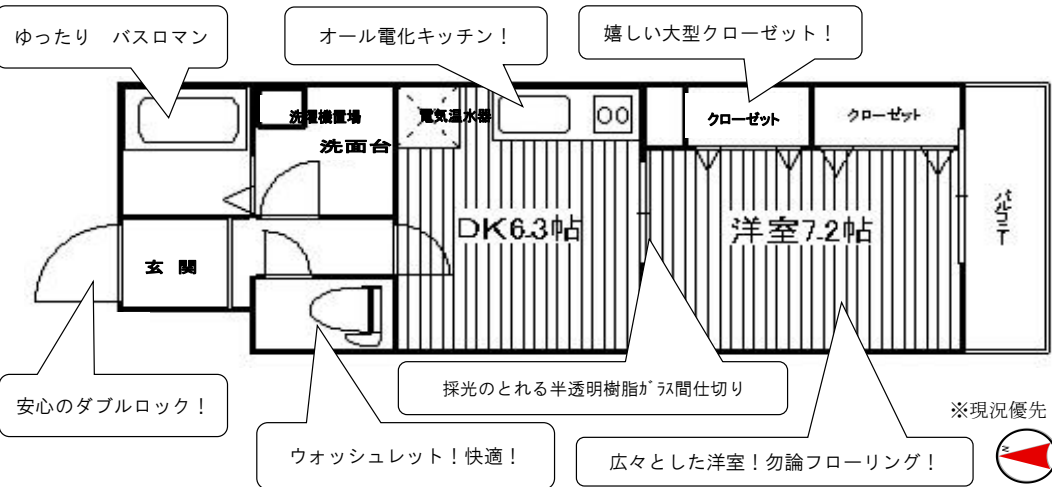 ゆったり　バスロマン
オール電化キッチン！
嬉しい大型クローゼット！
洗濯機置場
洗面台
電気温水器
クローゼット
クローゼット
バルコニー
DK6.3帖
洋室7.2帖
玄関
採光のとれる半透明樹脂ｶﾞﾗｽ間仕切り
安心のダブルロック！
ウォッシュレット！快適！
広々とした洋室！勿論フローリング！
※現況優先
N